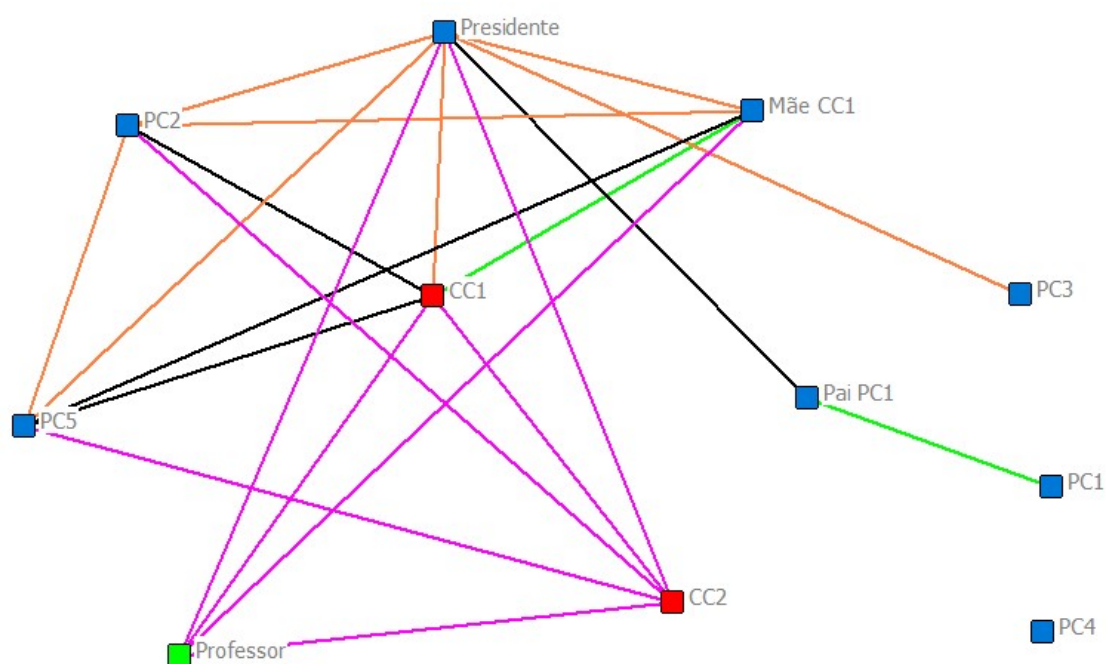 Presidente
Mãe CC1
PC2
CC1
PC3
Pai PC1
PC5
PC1
CC2
PC4
Professor